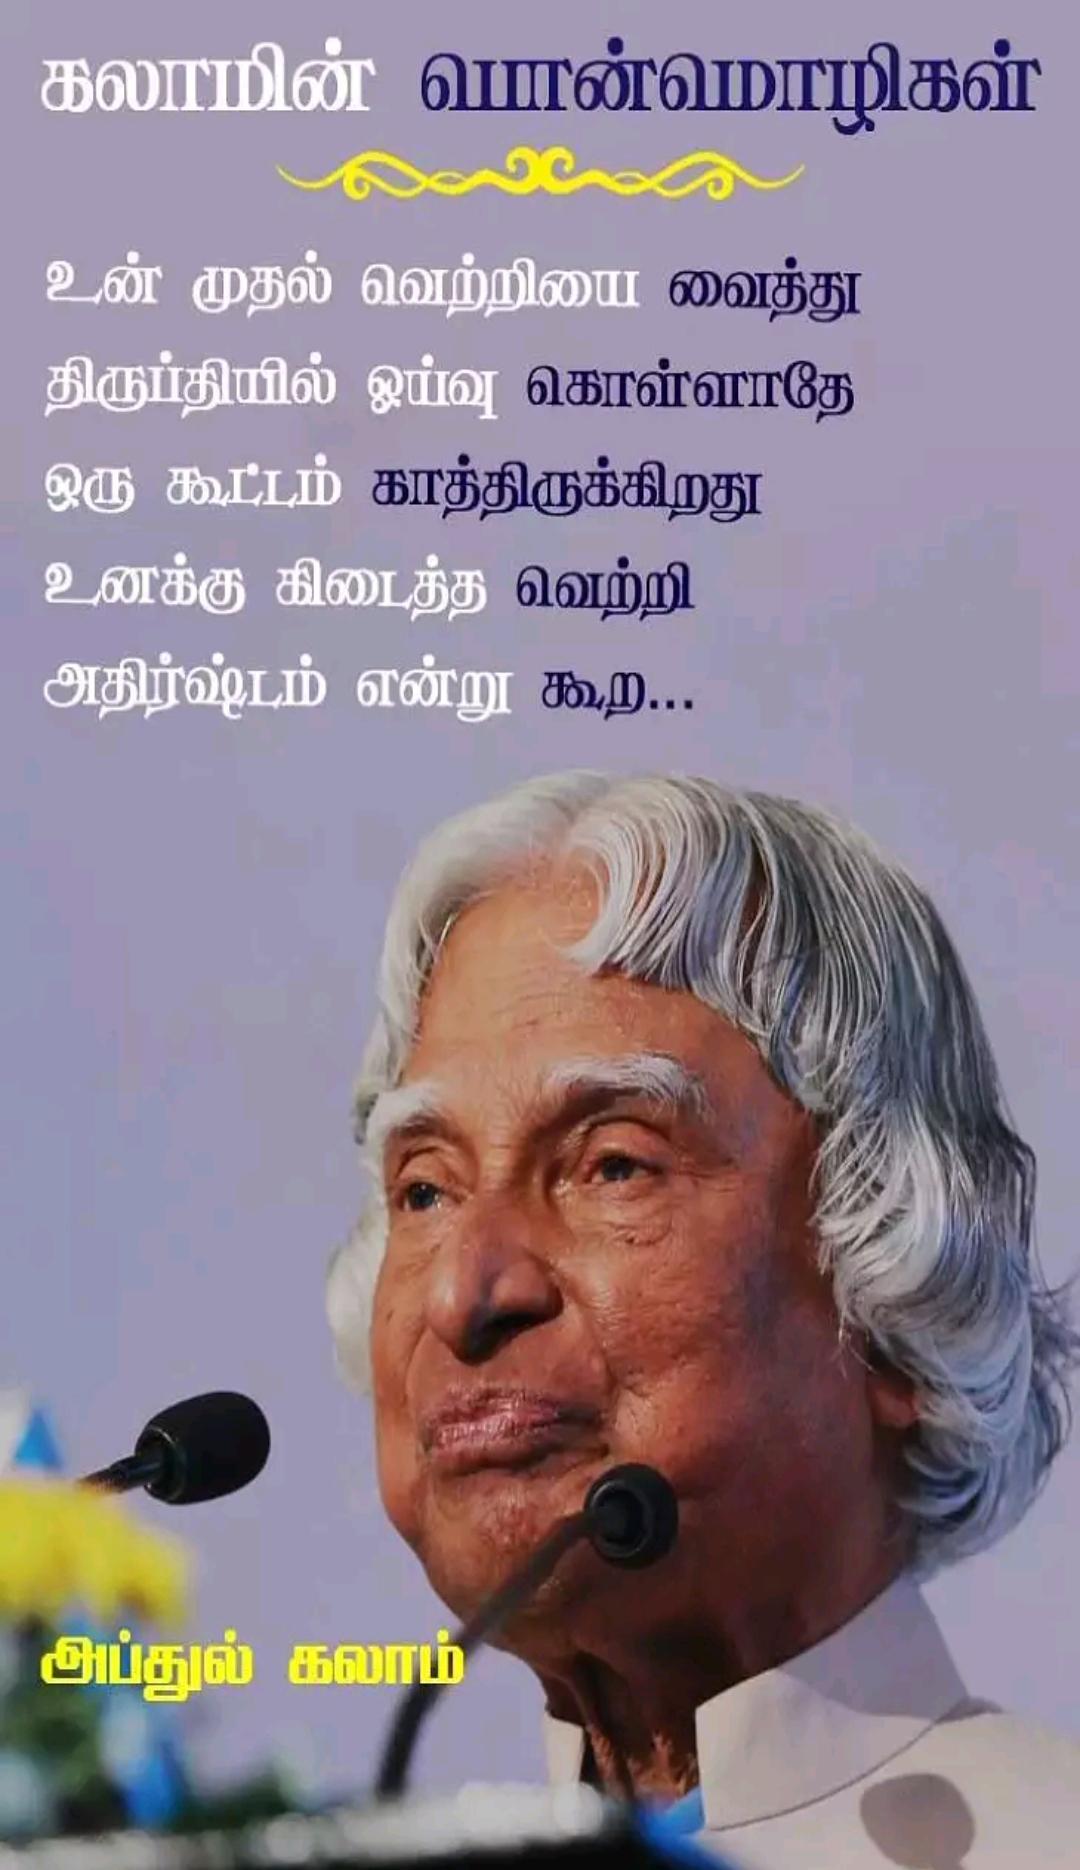 கலாமின் பொன்மொழிகள்
உன் முதல் வெற்றியை வைத்து
திருப்தியில் ஓய்வு கொள்ளாதே
ஒரு கூட்டம் காத்திருக்கிறது
உனக்கு கிடைத்த வெற்றி
அதிர்ஷ்டம் என்று கூற...
அப்துல் கலாம்